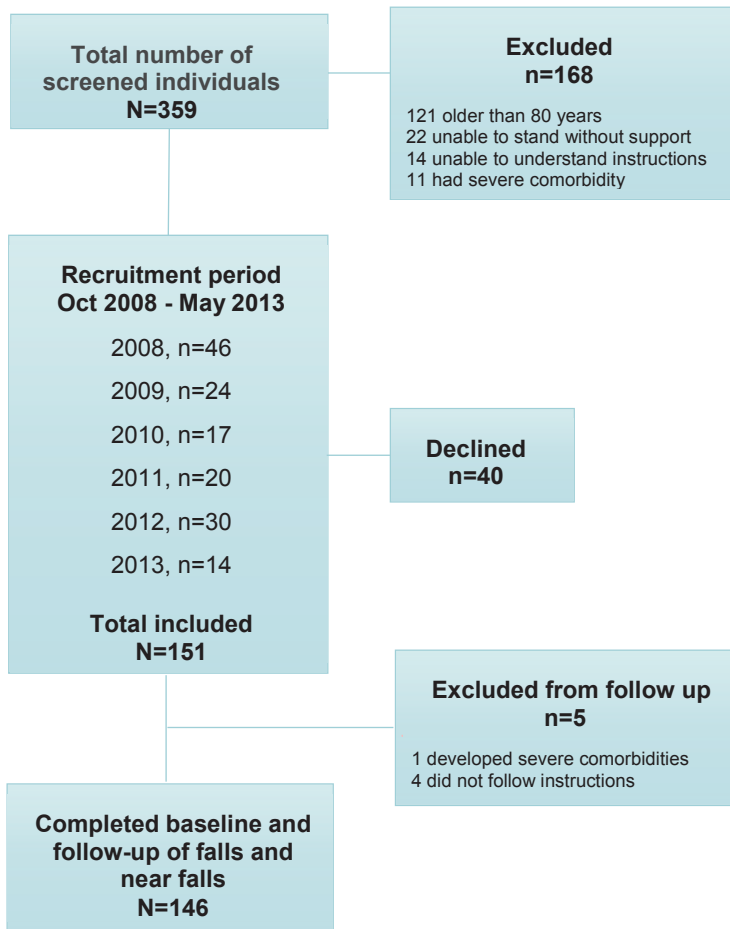 Total number of
screened individuals
N=359
Excluded
n=168
121 older than 80 years
22 unable to stand without support
14 unable to understand instructions
11 had severe comorbidity
Recruitment period
Oct 2008 - May 2013
2008, n=46
2009, n=24
2010, n=17
2011, n=20
2012, n=30
2013, n=14
Total included
N=151
Declined
n=40
Excluded from follow up
n=5
1 developed severe comorbidities
4 did not follow instructions
Completed baseline and
follow-up of falls and
near falls
N=146